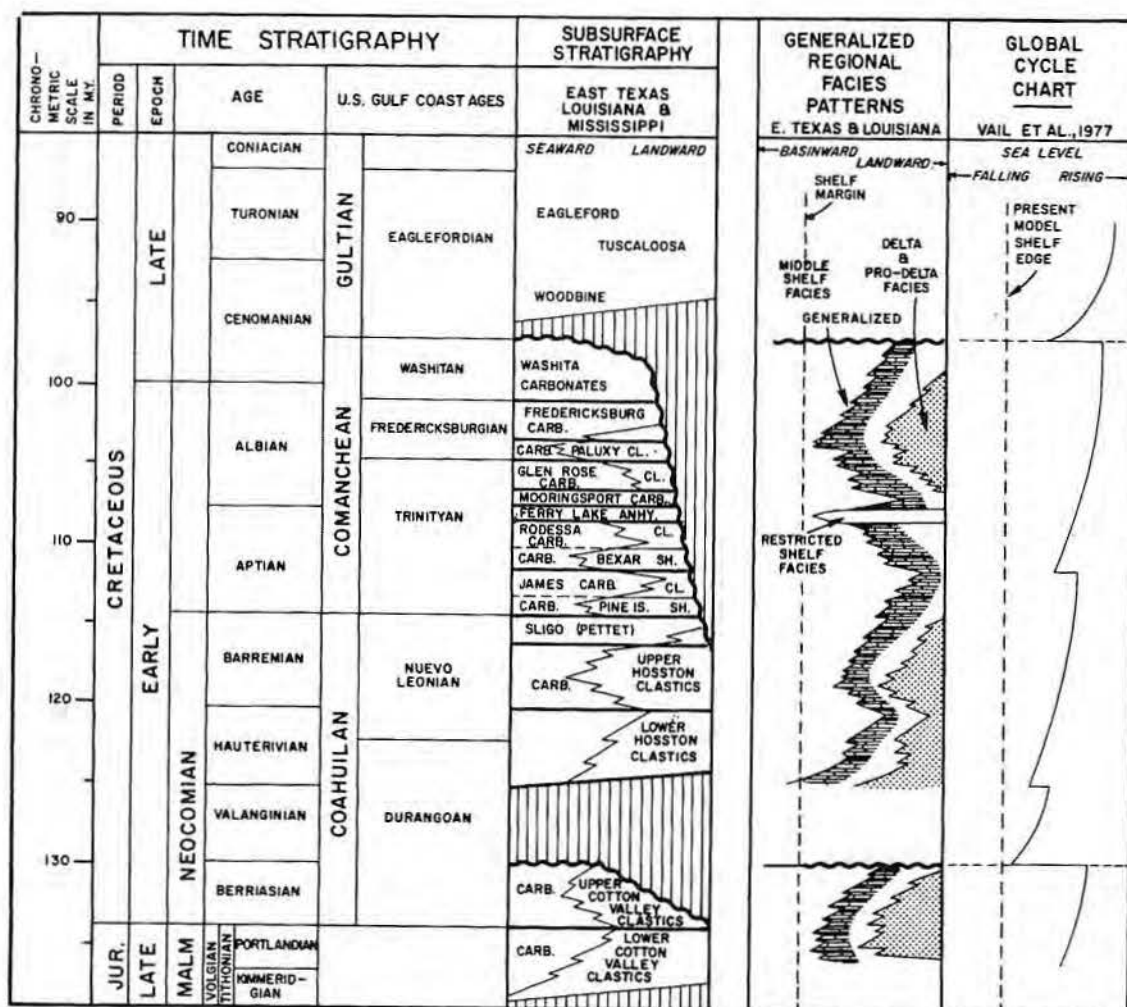 CHRONO-
METRIC
SCALE
IN M.Y.
TIME STRATIGRAPHY
PERIOD
EPOCH
AGE
U.S. GULF COAST AGES
SUBSURFACE
STRATIGRAPHY
EAST TEXAS
LOUISIANA &
MISSISSIPPI
GENERALIZED
REGIONAL
FACIES
PATTERNS
E. TEXAS & LOUISIANA
GLOBAL
CYCLE
CHART
VAIL ET AL., 1977
90
100
110
120
130
CRETACEOUS
JUR.
LATE
EARLY
LATE
NEOCOMIAN
MALM
CONIACIAN
TURONIAN
CENOMANIAN
ALBIAN
APTIAN
BARREMIAN
HAUTERIVIAN
VALANGINIAN
BERRIASIAN
VOLGIAN
TITHONIAN
PORTLANDIAN
KIMMERID-
GIAN
GULTIAN
COMANCHEAN
COAHUILAN
EAGLEFORDIAN
WASHITAN
FREDERICKSBURGIAN
TRINITYAN
NUEVO
LEONIAN
DURANGOAN
SEAWARD LANDWARD
EAGLEFORD
TUSCALOOSA
WOODBINE
WASHITA
CARBONATES
FREDERICKSBURG
CARB.
CARB. PALUXY CL.
GLEN ROSE
CARB. CL.
MOORINGSPORT CARB.
FERRY LAKE ANHY.
RODESSA CL.
CARB.
CARB. BEXAR SH.
JAMES CARB. CL.
CARB. PINE IS. SH.
SLIGO (PETTET)
UPPER
HOSSTON
CARB. CLASTICS
LOWER
HOSSTON
CLASTICS
CARB. UPPER
COTTON
VALLEY
CLASTICS
CARB. LOWER
COTTON
VALLEY
CLASTICS
BASINWARD
LANDWARD
SHELF
MARGIN
MIDDLE
SHELF
FACIES
DELTA
&
PRO-DELTA
FACIES
GENERALIZED
RESTRICTED
SHELF
FACIES
SEA LEVEL
FALLING RISING
PRESENT
MODEL
SHELF
EDGE